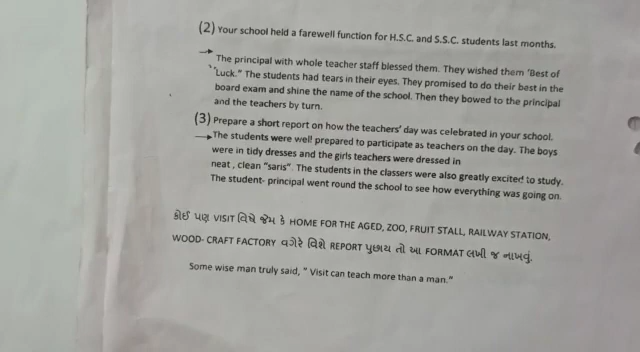 (2) Your school held a farewell function for H.S.C. and S.S.C. students last months.
→ The principal with whole teacher staff blessed them. They wished them "Best of
Luck." The students had tears in their eyes. They promised to do their best in the
board exam and shine the name of the school. Then they bowed to the principal
and the teachers by turn.
(3) Prepare a short report on how the teachers' day was celebrated in your school.
→ The students were well prepared to participate as teachers on the day. The boys
were in tidy dresses and the girls teachers were dressed in
neat , clean "saris". The students in the classers were also greatly excited to study.
The student- principal went round the school to see how everything was going on.
કોઈ પણ VISIT વિષે જેમ કે HOME FOR THE AGED, ZOO, FRUIT STALL, RAILWAY STATION,
WOOD- CRAFT FACTORY વગેરે વિશે REPORT પુછાય તો આ FORMAT લખી જ નાખવું.
Some wise man truly said, " Visit can teach more than a man."